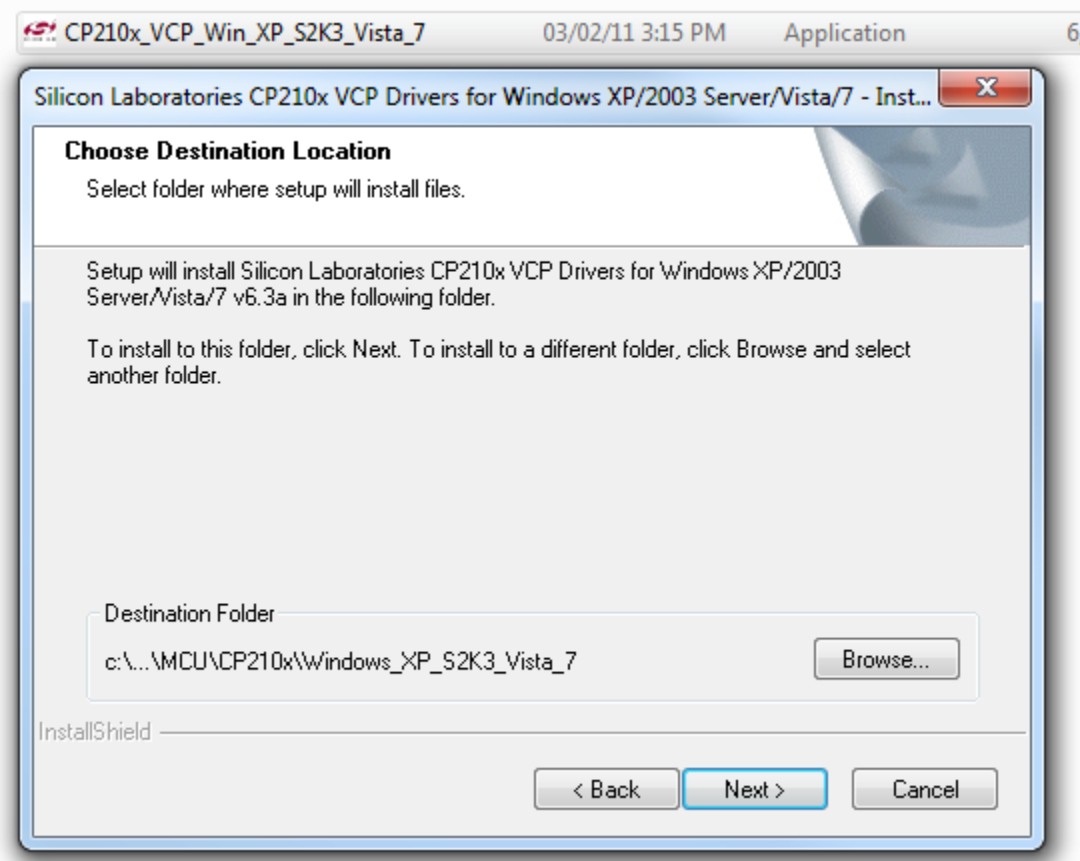 CP210x_VCP_Win_XP_S2K3_Vista_7 03/02/11 3:15 PM Application 6
Silicon Laboratories CP210x VCP Drivers for Windows XP/2003 Server/Vista/7 - Inst...
Choose Destination Location
Select folder where setup will install files.
Setup will install Silicon Laboratories CP210x VCP Drivers for Windows XP/2003
Server/Vista/7 v6.3a in the following folder.
To install to this folder, click Next. To install to a different folder, click Browse and select
another folder.
Destination Folder
c:\...\MCU\CP210x\Windows_XP_S2K3_Vista_7 Browse...
InstallShield
< Back Next > Cancel